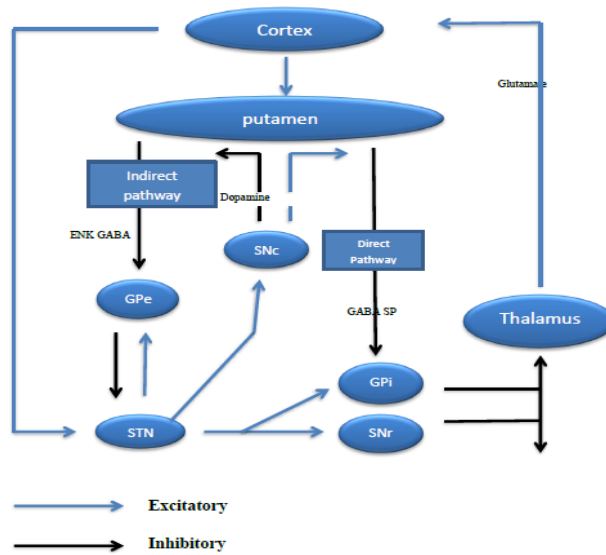 Cortex
Glutamate
putamen
Indirect
pathway
Dopamine
ENK GABA
SNc
Direct
Pathway
GPe
GABA SP
Thalamus
GPi
STN
SNr
Excitatory
Inhibitory